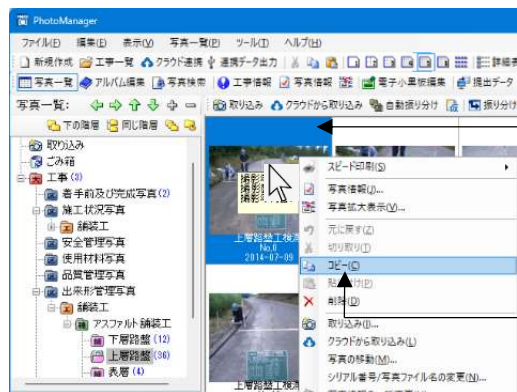 PhotoManager
ファイル(F) 編集(E) 表示(V) 写真一覧(P) ツール(T) ヘルプ(H)
新規作成 工事一覧 クラウド連携 連携データ出力 詳細表
写真一覧 アルバム編集 写真検索 工事情報 写真情報 電子小黒板編集 提出データ
写真一覧: 取り込み クラウドから取り込み 自動振り分け 振り分け
下の階層 同じ階層
取り込み
ごみ箱
工事 (3)
着手前及び完成写真 (2)
施工状況写真
舗装工
安全管理写真
使用材料写真
品質管理写真
出来形管理写真
舗装工
アスファルト舗装工
下層路盤 (12)
上層路盤 (36)
表層 (4)
上層路盤工検測
No.0
2014-07-09
上層路盤工検測
スピード印刷(S)
写真情報(J)...
写真拡大表示(V)...
元に戻す(Z)
切り取り(T)
コピー(C)
貼り付け(P)
削除(D)
取り込み(I)...
クラウドから取り込み(L)
写真の移動(M)...
シリアル番号/写真ファイル名の変更(N)...